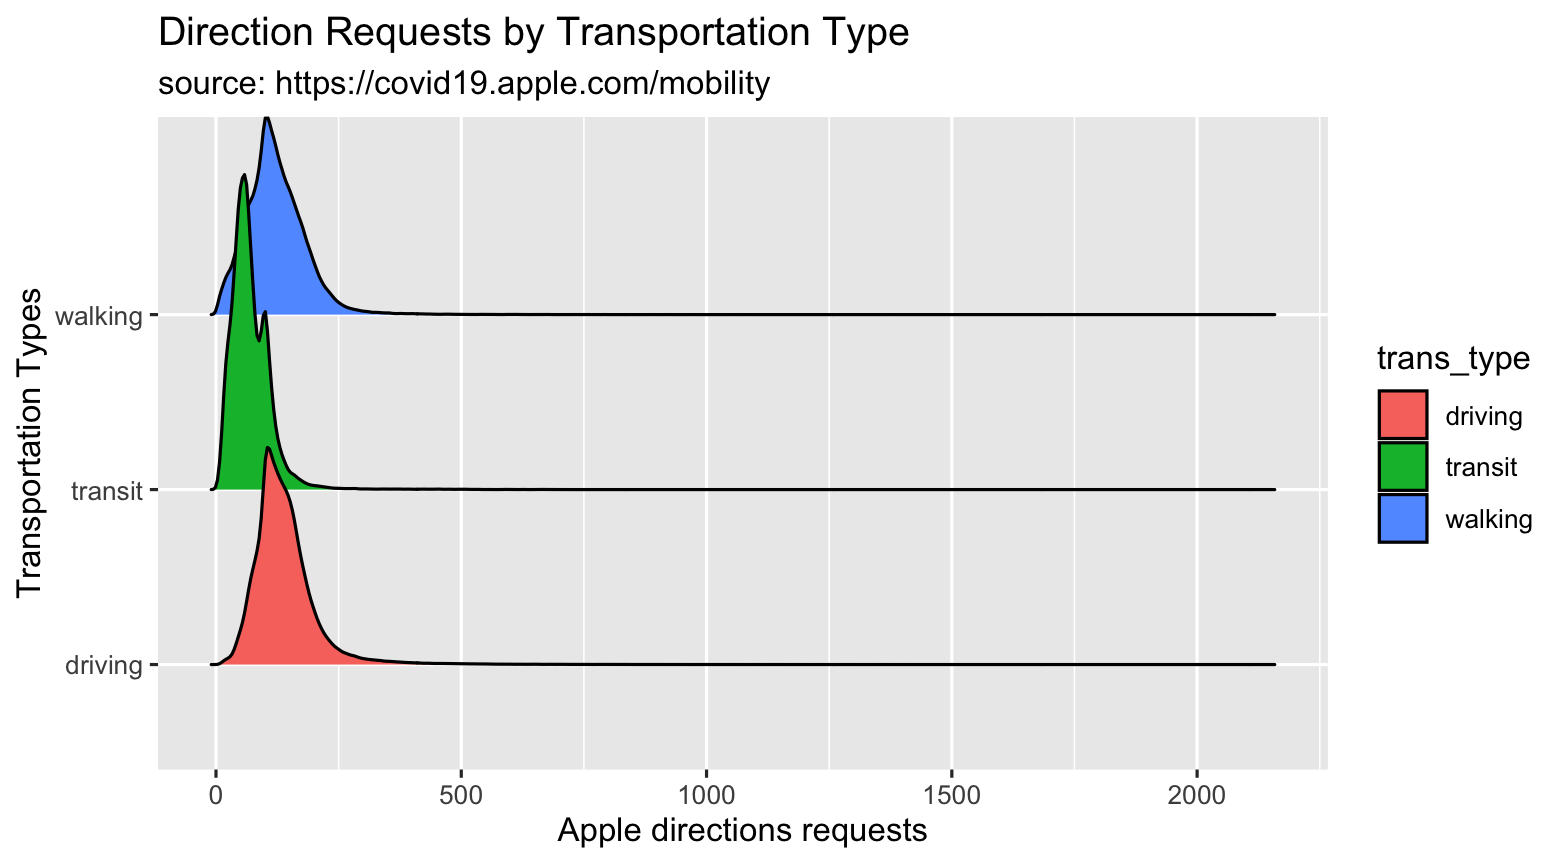 Direction Requests by Transportation Type
source: https://covid19.apple.com/mobility
Transportation Types
walking
transit
driving
0 500 1000 1500 2000
Apple directions requests
trans_type
driving
transit
walking